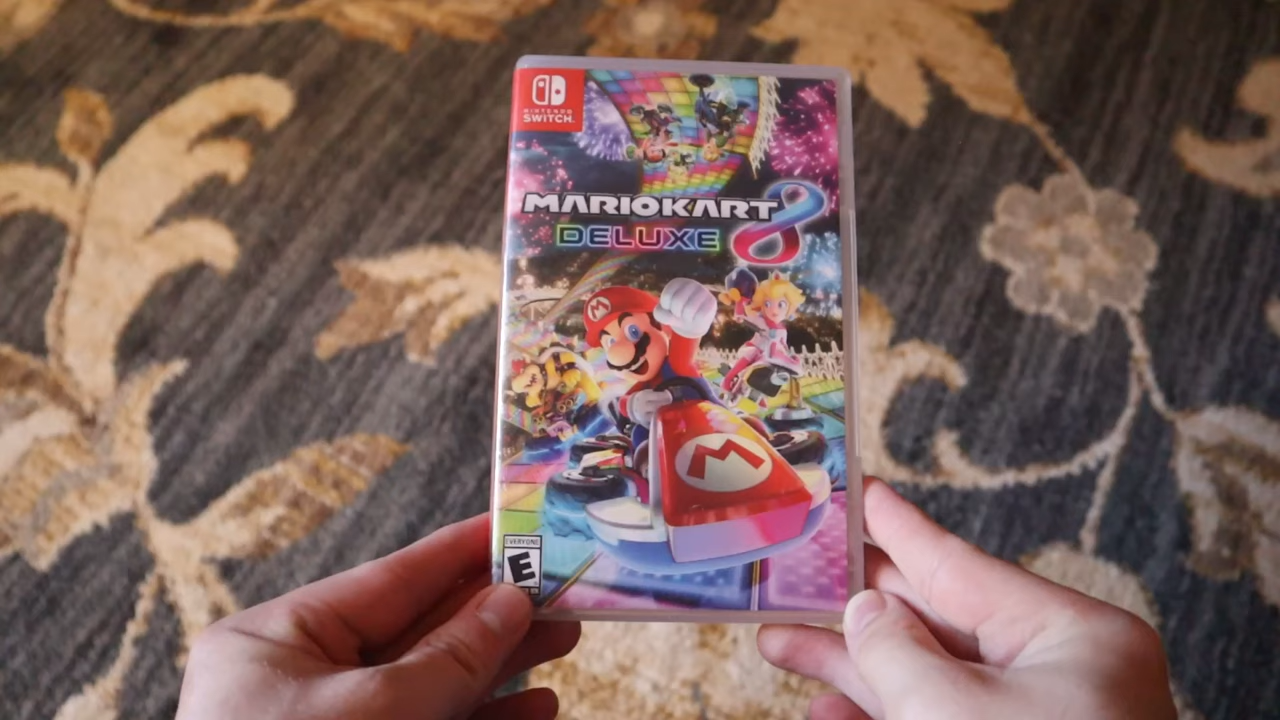 NINTENDO
SWITCH.
MARIOKART 8
DELUXE
M
M
EVERYONE
E